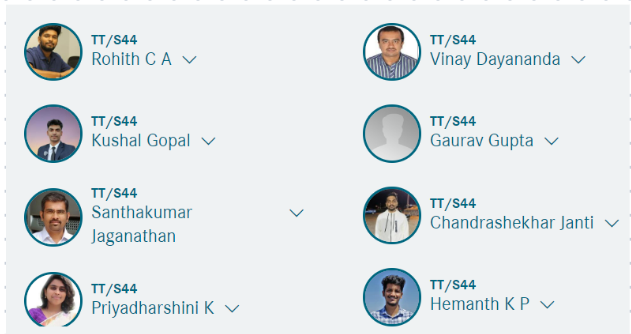 TT/S44
Rohith C A
TT/S44
Vinay Dayananda
TT/S44
Kushal Gopal
TT/S44
Gaurav Gupta
TT/S44
Santhakumar
Jaganathan
TT/S44
Chandrashekhar Janti
TT/S44
Priyadharshini K
TT/S44
Hemanth K P